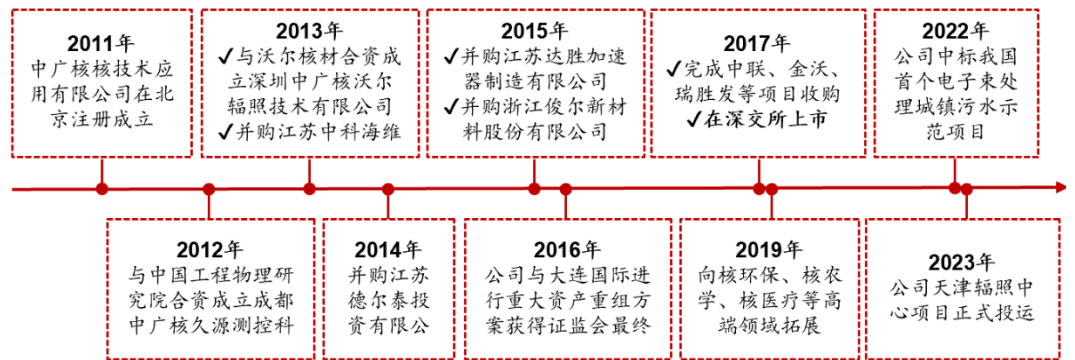 2011年
中广核核技术应
用有限公司在北
京注册成立
2013年
✓与沃尔核材合资成
立深圳中广核沃尔
辐照技术有限公司
✓并购江苏中科海维
2015年
✓并购江苏达胜加速
器制造有限公司
✓并购浙江俊尔新材
料股份有限公司
2017年
✓完成中联、金沃、
瑞胜发等项目收购
✓在深交所上市
2022年
公司中标我国
首个电子束处
理城镇污水示
范项目
2012年
与中国工程物理研
究院合资成立成都
中广核久源测控科
2014年
并购江苏
德尔泰投
资有限公
2016年
公司与大连国际进
行重大资产重组方
案获得证监会最终
2019年
向核环保、核农
学、核医疗等高
端领域拓展
2023年
公司天津辐照中
心项目正式投运